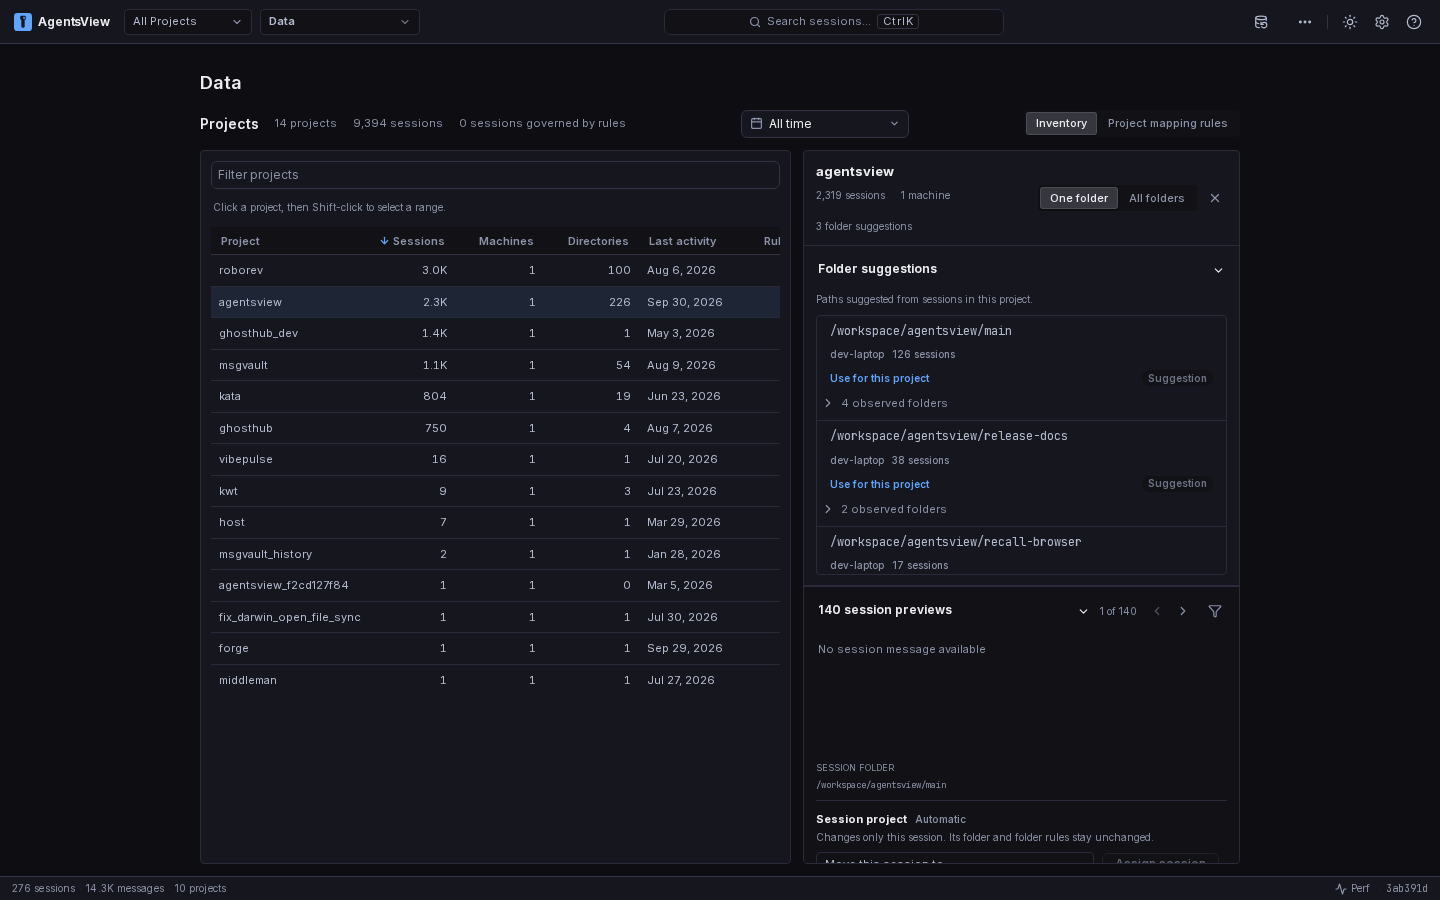 AgentsView
All Projects
Data
Search sessions... CtrlK
Data
Projects 14 projects 9,394 sessions 0 sessions governed by rules
All time
Inventory Project mapping rules
Filter projects
Click a project, then Shift-click to select a range.
Project Sessions Machines Directories Last activity Rul
roborev 3.0K 1 100 Aug 6, 2026
agentsview 2.3K 1 226 Sep 30, 2026
ghosthub_dev 1.4K 1 1 May 3, 2026
msgvault 1.1K 1 54 Aug 9, 2026
kata 804 1 19 Jun 23, 2026
ghosthub 750 1 4 Aug 7, 2026
vibepulse 16 1 1 Jul 20, 2026
kwt 9 1 3 Jul 23, 2026
host 7 1 1 Mar 29, 2026
msgvault_history 2 1 1 Jan 28, 2026
agentsview_f2cd127f84 1 1 0 Mar 5, 2026
fix_darwin_open_file_sync 1 1 1 Jul 30, 2026
forge 1 1 1 Sep 29, 2026
middleman 1 1 1 Jul 27, 2026
agentsview
2,319 sessions 1 machine
One folder All folders
3 folder suggestions
Folder suggestions
Paths suggested from sessions in this project.
/workspace/agentsview/main
dev-laptop 126 sessions
Use for this project Suggestion
4 observed folders
/workspace/agentsview/release-docs
dev-laptop 38 sessions
Use for this project Suggestion
2 observed folders
/workspace/agentsview/recall-browser
dev-laptop 17 sessions
140 session previews 1 of 140
No session message available
SESSION FOLDER
/workspace/agentsview/main
Session project Automatic
Changes only this session. Its folder and folder rules stay unchanged.
Move this session to Assign session
276 sessions 14.3K messages 10 projects
Perf 3ab391d